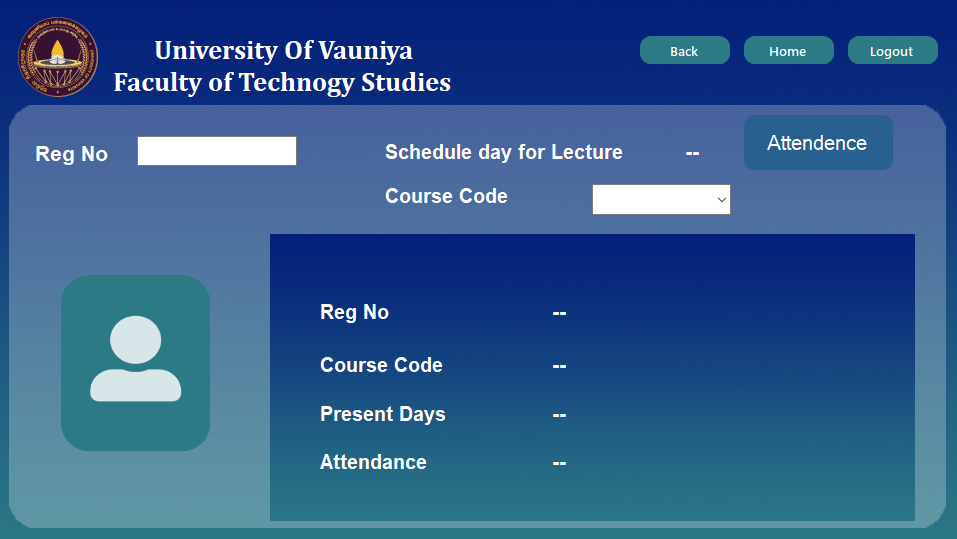 University Of Vauniya
Faculty of Technogy Studies
Back
Home
Logout
Reg No
Schedule day for Lecture --
Attendence
Course Code
Reg No --
Course Code --
Present Days --
Attendance --